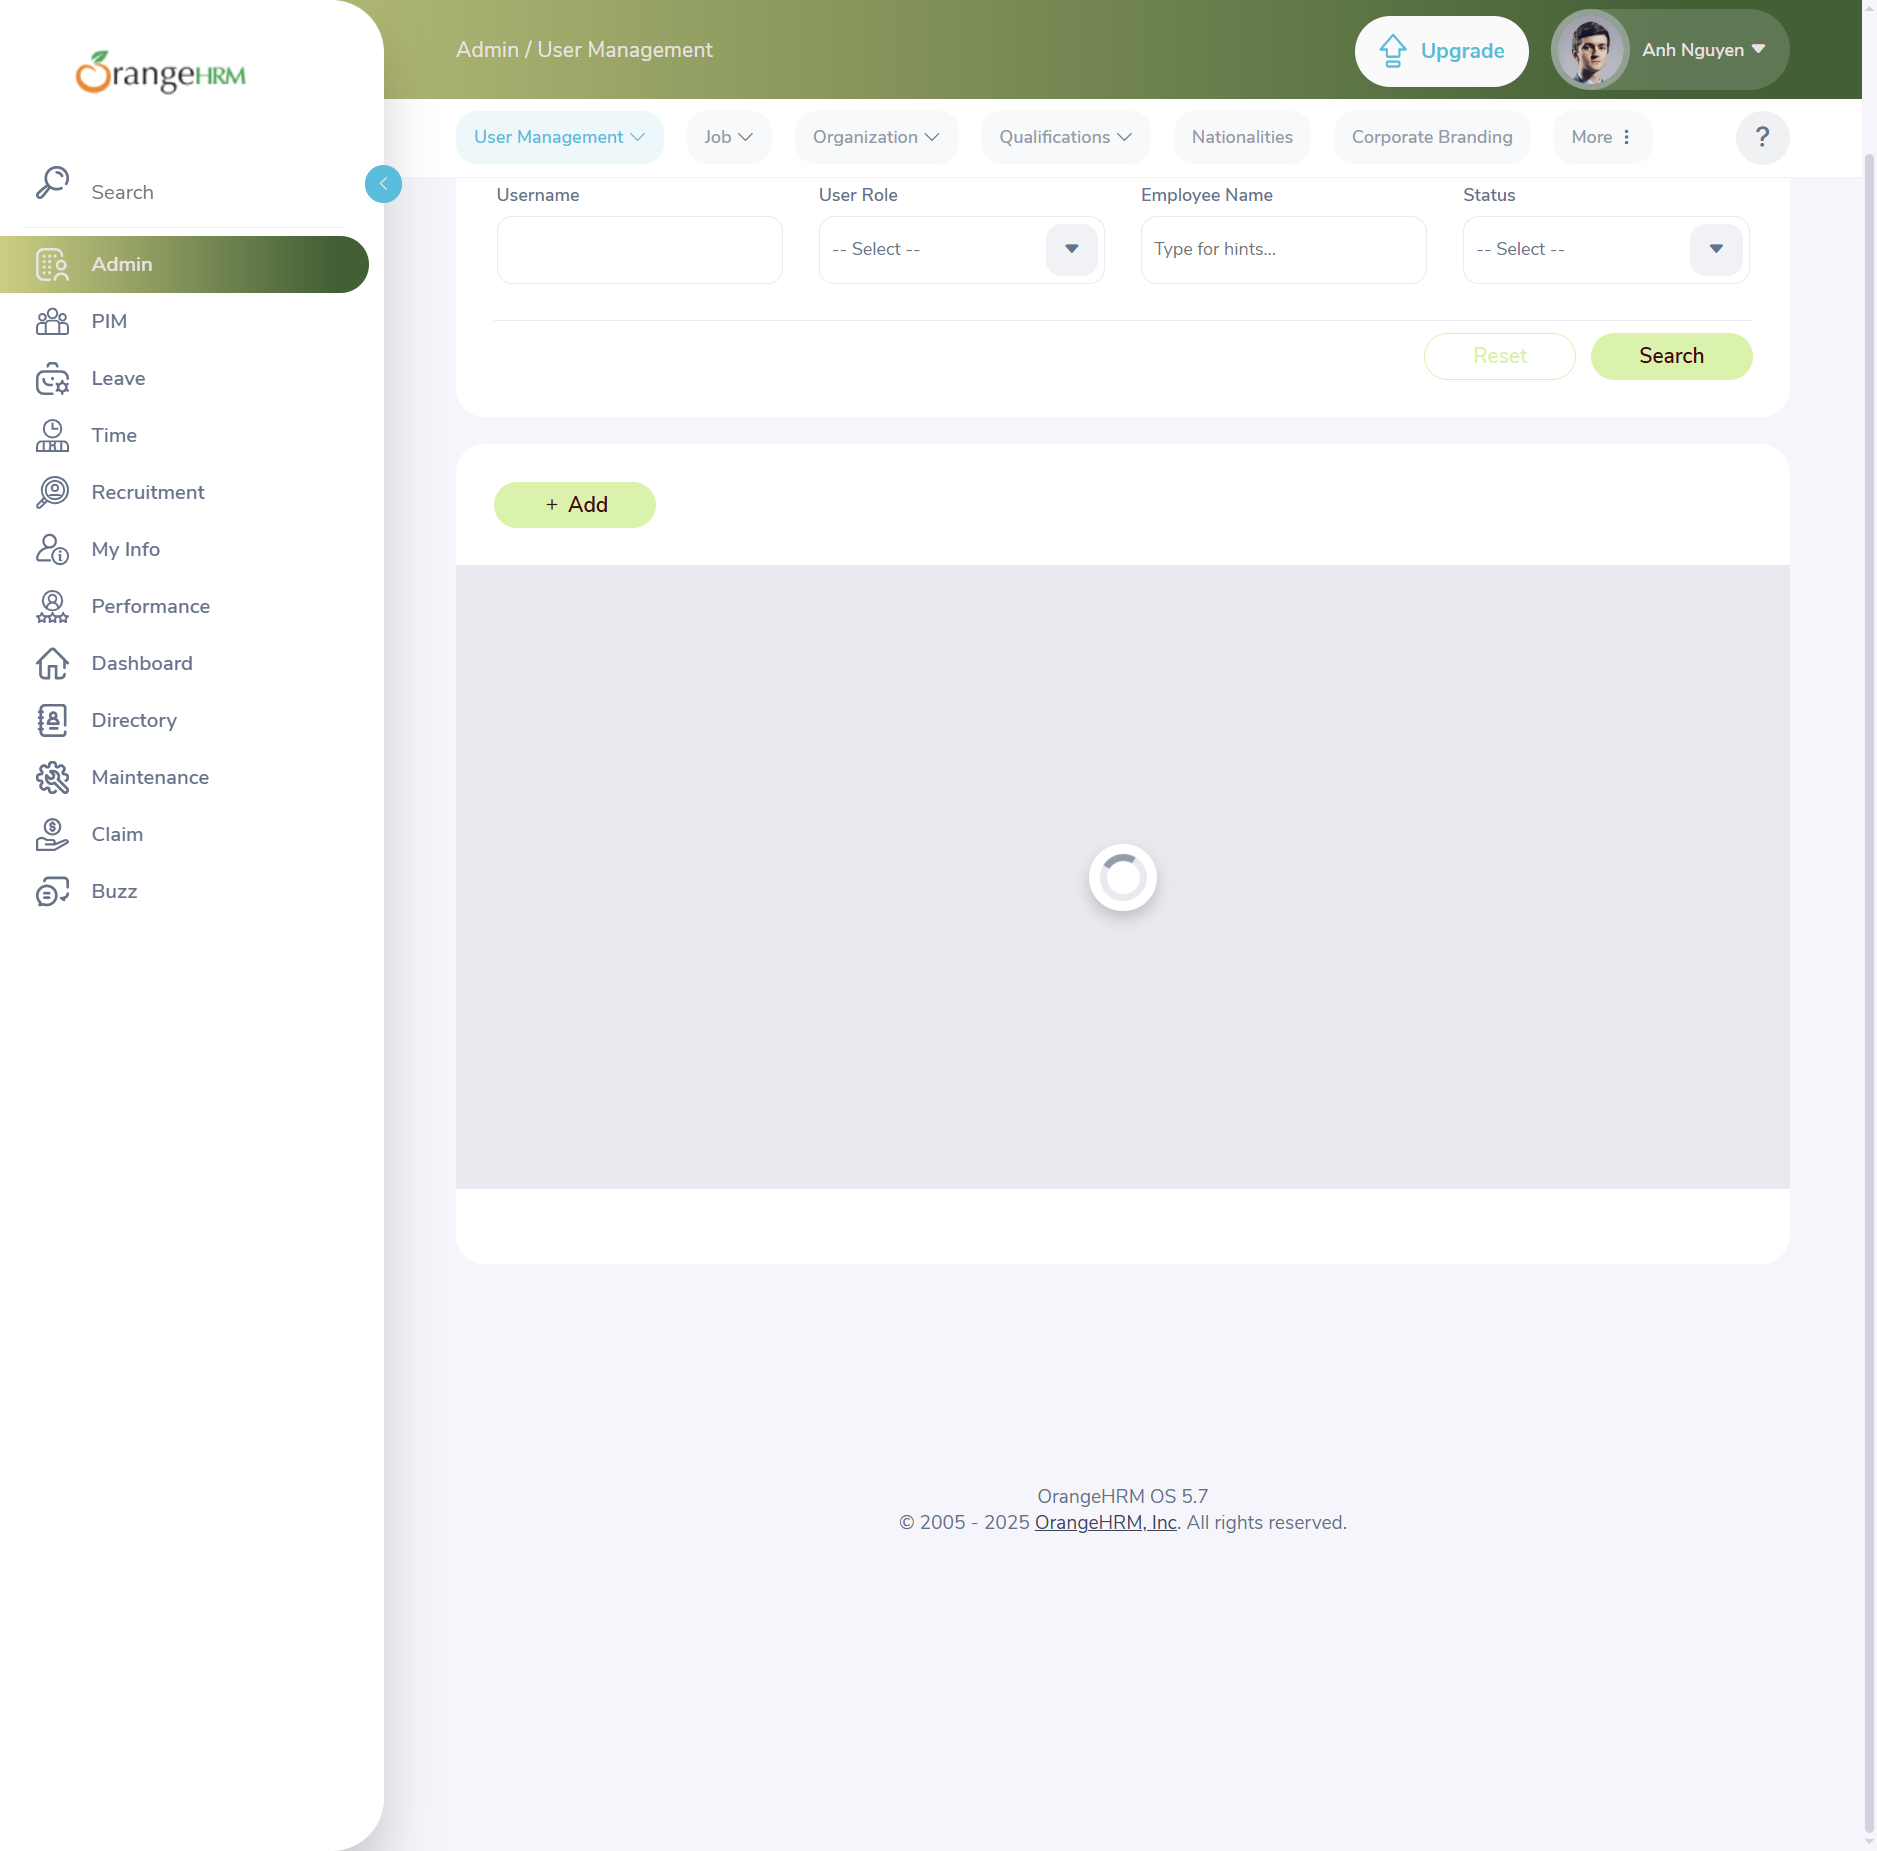 OrangeHRM
Search
Admin
PIM
Leave
Time
Recruitment
My Info
Performance
Dashboard
Directory
Maintenance
Claim
Buzz
Admin / User Management
Upgrade
Anh Nguyen
User Management
Job
Organization
Qualifications
Nationalities
Corporate Branding
More
?
Username
User Role
Employee Name
Status
-- Select --
Type for hints...
-- Select --
Reset
Search
+ Add
OrangeHRM OS 5.7
© 2005 - 2025 OrangeHRM, Inc. All rights reserved.